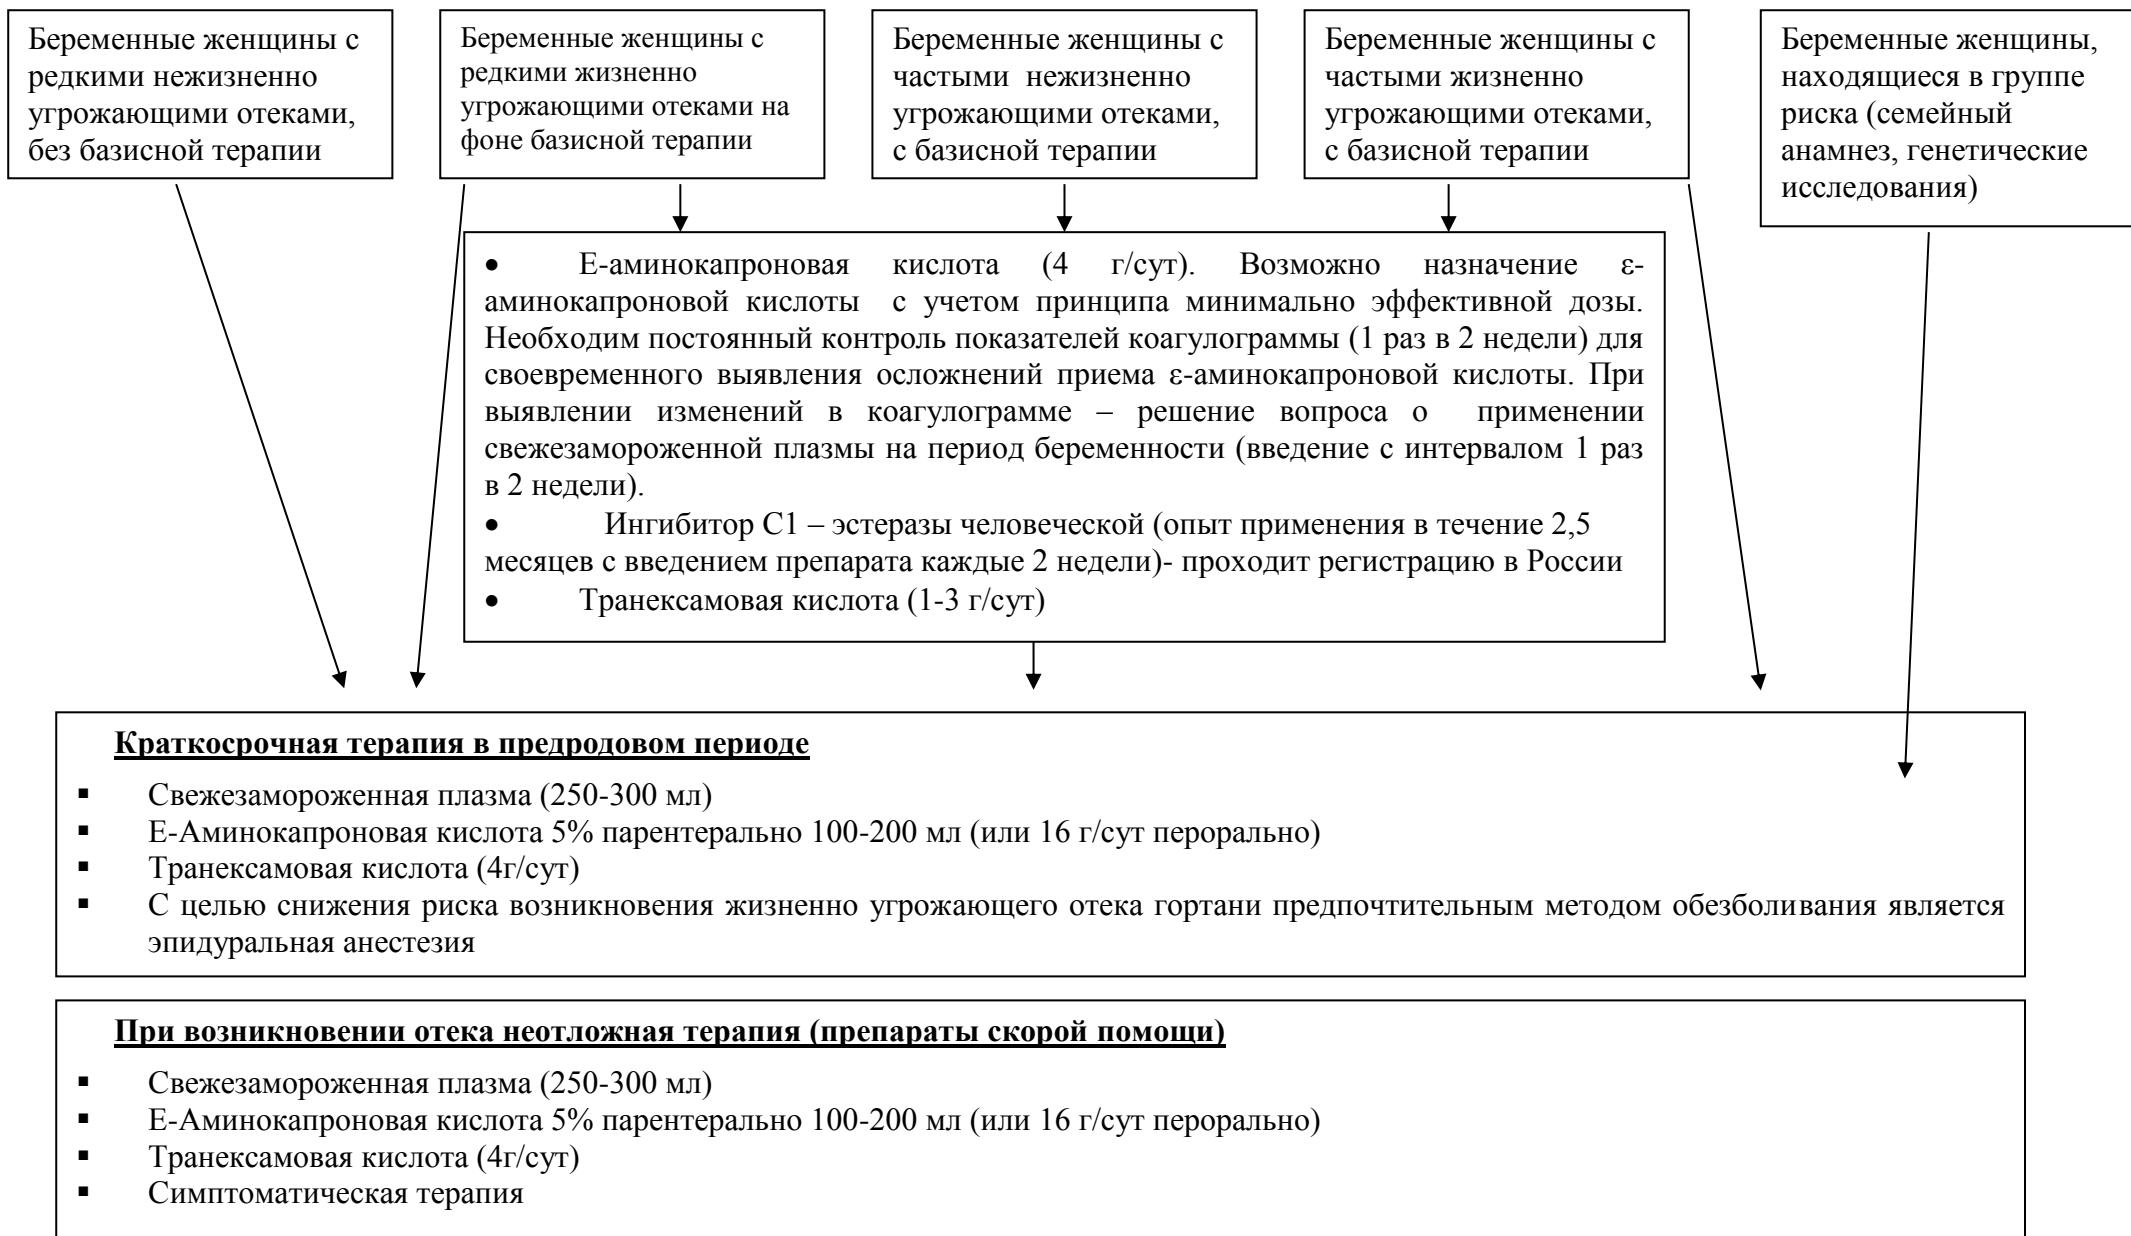 Беременные женщины с
редкими нежизненно
угрожающими отеками,
без базисной терапии
Беременные женщины с
редкими жизненно
угрожающими отеками на
фоне базисной терапии
Беременные женщины с
частыми нежизненно
угрожающими отеками,
с базисной терапии
Беременные женщины с
частыми жизненно
угрожающими отеками,
с базисной терапии
Беременные женщины,
находящиеся в группе
риска (семейный
анамнез, генетические
исследования)
• Е-аминокапроновая кислота (4 г/сут). Возможно назначение ε-
аминокапроновой кислоты с учетом принципа минимально эффективной дозы.
Необходим постоянный контроль показателей коагулограммы (1 раз в 2 недели) для
своевременного выявления осложнений приема ε-аминокапроновой кислоты. При
выявлении изменений в коагулограмме – решение вопроса о применении
свежезамороженной плазмы на период беременности (введение с интервалом 1 раз
в 2 недели).
• Ингибитор С1 – эстеразы человеческой (опыт применения в течение 2,5
месяцев с введением препарата каждые 2 недели)- проходит регистрацию в России
• Транексамовая кислота (1-3 г/сут)
Краткосрочная терапия в предродовом периоде
▪ Свежезамороженная плазма (250-300 мл)
▪ Е-Аминокапроновая кислота 5% парентерально 100-200 мл (или 16 г/сут перорально)
▪ Транексамовая кислота (4г/сут)
▪ С целью снижения риска возникновения жизненно угрожающего отека гортани предпочтительным методом обезболивания является
эпидуральная анестезия
При возникновении отека неотложная терапия (препараты скорой помощи)
▪ Свежезамороженная плазма (250-300 мл)
▪ Е-Аминокапроновая кислота 5% парентерально 100-200 мл (или 16 г/сут перорально)
▪ Транексамовая кислота (4г/сут)
▪ Симптоматическая терапия